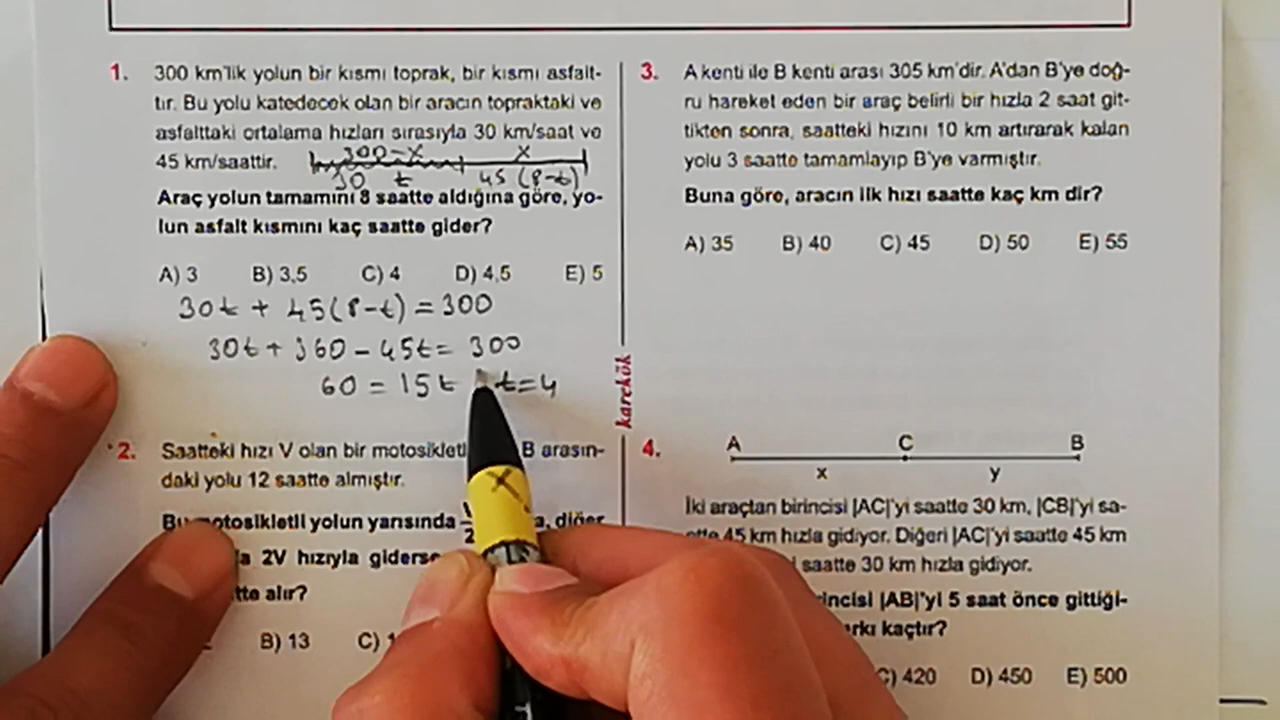 1. 300 km'lik yolun bir kısmı toprak, bir kısmı asfalt-
tır. Bu yolu katedecek olan bir aracın topraktaki ve
asfalttaki ortalama hızları sırasıyla 30 km/saat ve
45 km/saattir.
300-x x
30 t 45 (8-t)
Araç yolun tamamını 8 saatte aldığına göre, yo-
lun asfalt kısmını kaç saatte gider?
A) 3 B) 3,5 C) 4 D) 4,5 E) 5
30t + 45(8-t) = 300
30t + 360 - 45t = 300
60 = 15t t=4
2. Saatteki hızı V olan bir motosikletl B arasın-
daki yolu 12 saatte almıştır.
Bu motosikletli yolun yarısında diğer
2V hızıyla giderse
tte alır?
B) 13 C) 1
karekök
3. A kenti ile B kenti arası 305 km'dir. A'dan B'ye doğ-
ru hareket eden bir araç belirli bir hızla 2 saat git-
tikten sonra, saatteki hızını 10 km artırarak kalan
yolu 3 saatte tamamlayıp B'ye varmıştır.
Buna göre, aracın ilk hızı saatte kaç km dir?
A) 35 B) 40 C) 45 D) 50 E) 55
4. A C B
x y
İki araçtan birincisi |AC|'yi saatte 30 km, |CB|'yi sa-
atte 45 km hızla gidiyor. Diğeri |AC|'yi saatte 45 km
saatte 30 km hızla gidiyor.
incisi |AB|'yi 5 saat önce gittiği-
rkı kaçtır?
C) 420 D) 450 E) 500
X